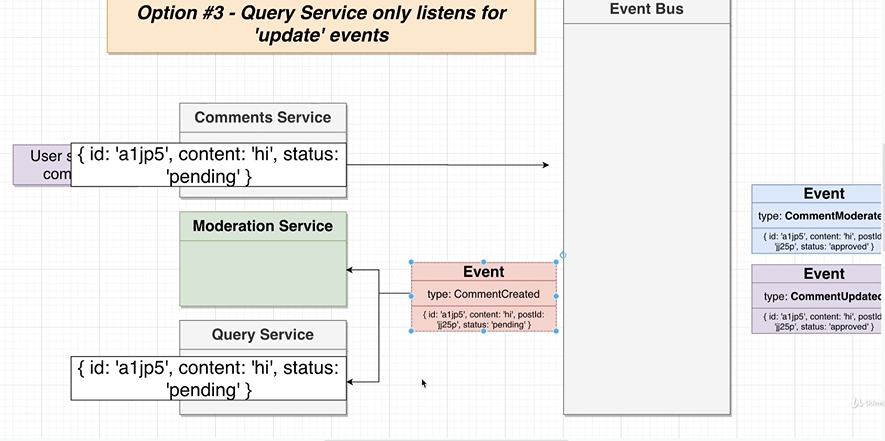 Option #3 - Query Service only listens for
'update' events
Event Bus
Comments Service
User s
com
{ id: 'a1jp5', content: 'hi', status:
'pending' }
Moderation Service
Event
type: CommentCreated
{ id: 'a1jp5', content: 'hi', postId:
'jj25p', status: 'pending' }
Query Service
{ id: 'a1jp5', content: 'hi', status:
'pending' }
Event
type: CommentModerate
{ id: 'a1jp5', content: 'hi', postId
'jj25p', status: 'approved' }
Event
type: CommentUpdated
{ id: 'a1jp5', content: 'hi', postId:
'jj25p', status: 'approved' }